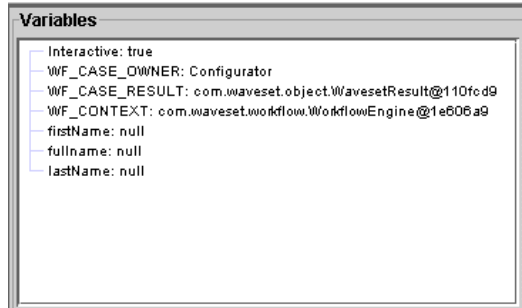 Variables
Interactive: true
WF_CASE_OWNER: Configurator
WF_CASE_RESULT: com.waveset.object.WavesetResult@110fcd9
WF_CONTEXT: com.waveset.workflow.WorkflowEngine@1e606a9
firstName: null
fullname: null
lastName: null